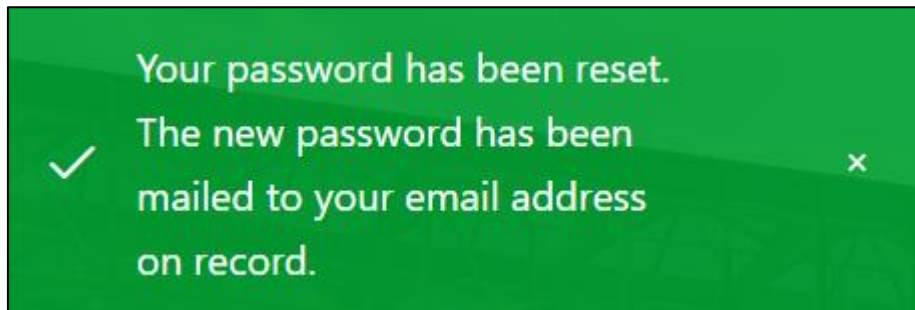 Your password has been reset.
The new password has been
mailed to your email address
on record.